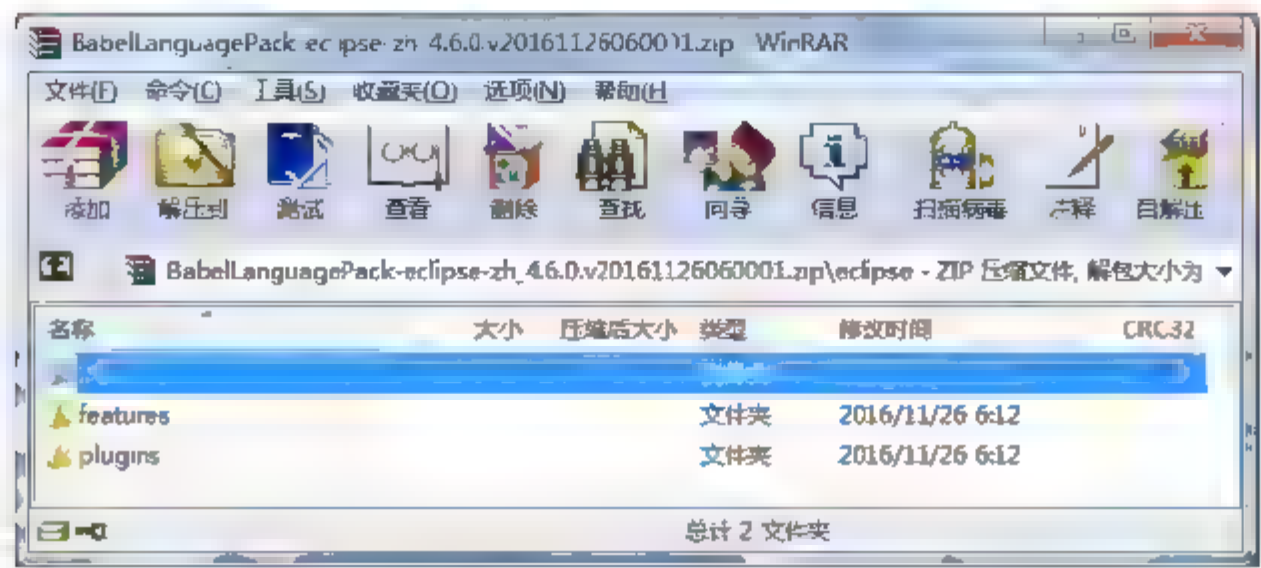 BabelLanguagePack-eclipse-zh_4.6.0.v20161126060001.zip - WinRAR
文件(F) 命令(C) 工具(S) 收藏夹(O) 选项(N) 帮助(H)
添加 解压到 测试 查看 删除 查找 向导 信息 扫描病毒 注释 自解压
BabelLanguagePack-eclipse-zh_4.6.0.v20161126060001.zip\eclipse - ZIP 压缩文件, 解包大小为
名称 大小 压缩后大小 类型 修改时间 CRC32
features 文件夹 2016/11/26 6:12
plugins 文件夹 2016/11/26 6:12
总计 2 文件夹